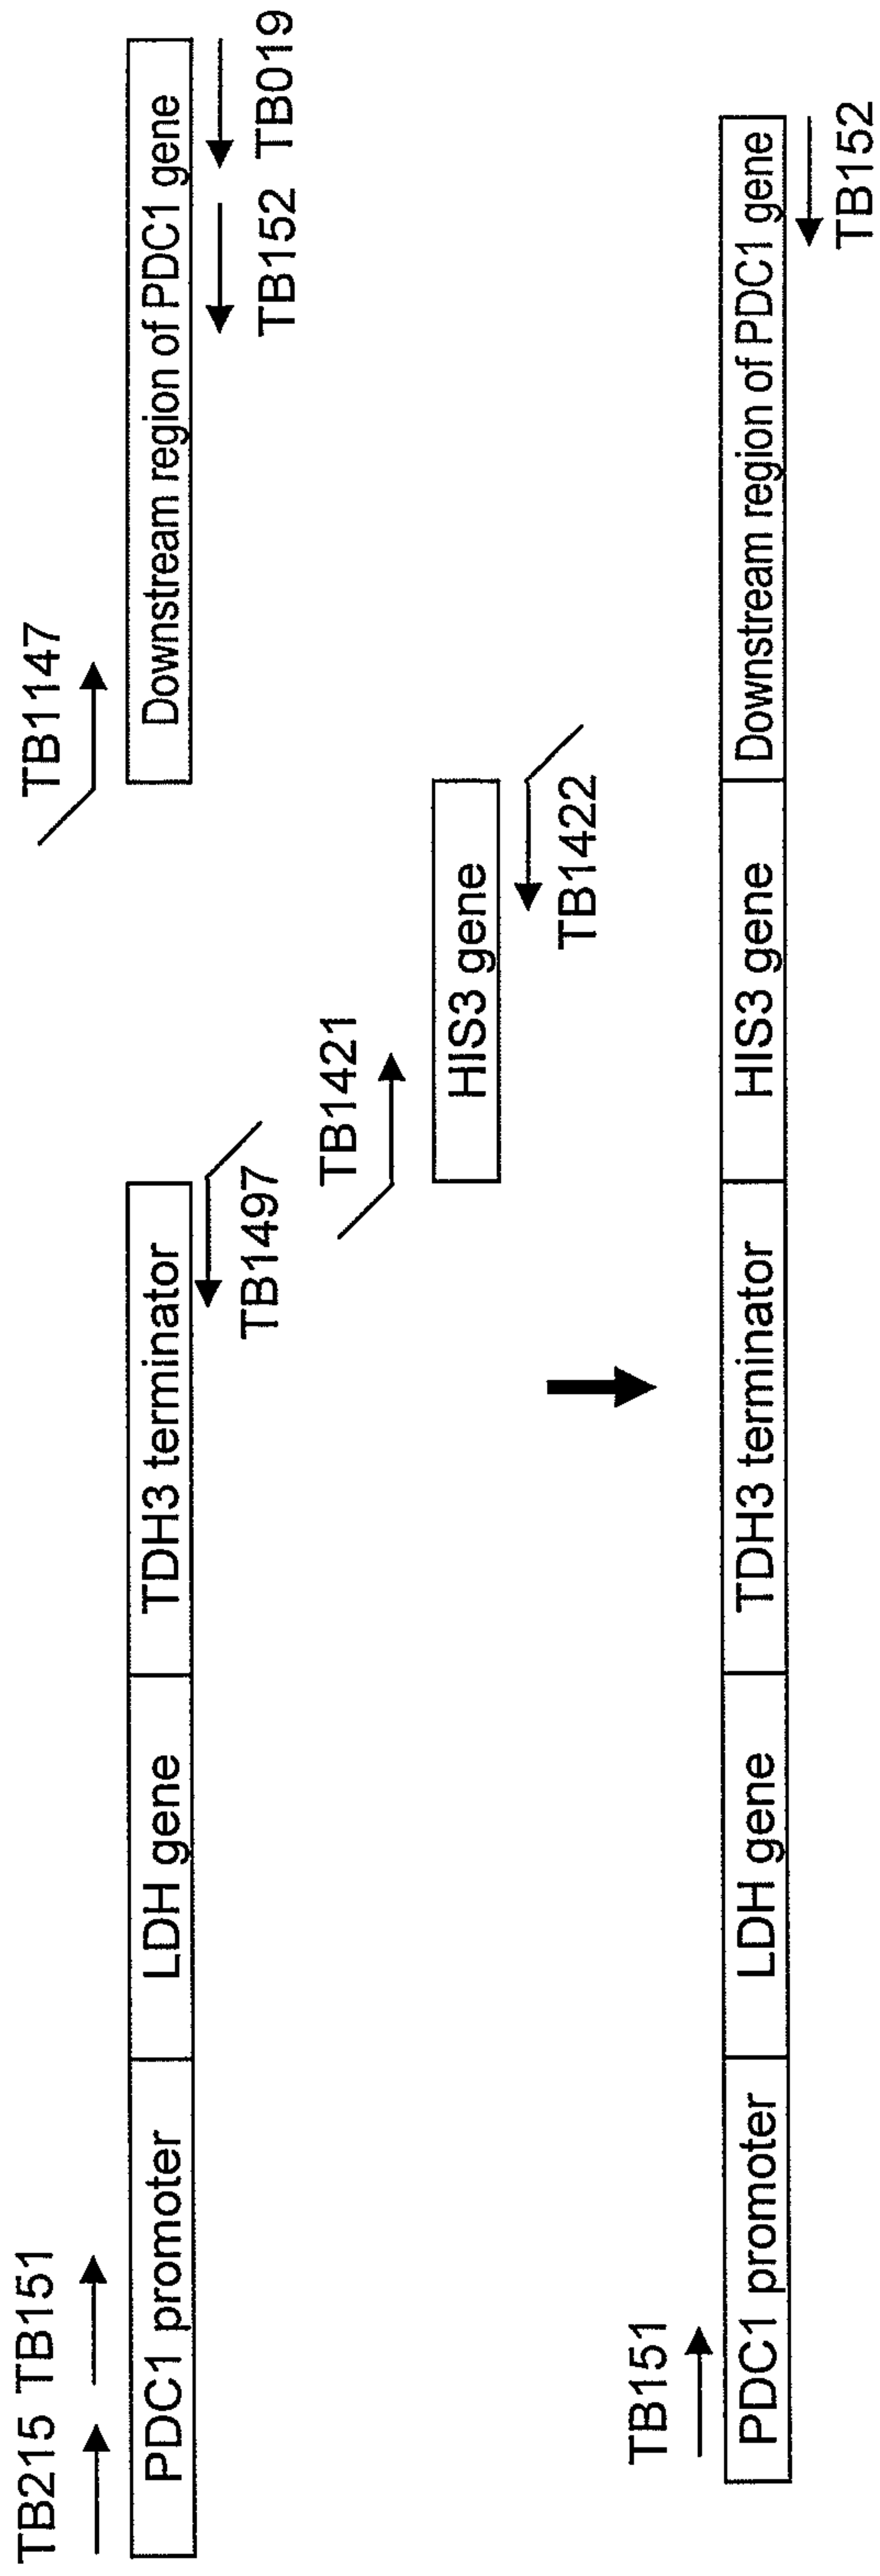 TB215 TB151
TB1147
PDC1 promoter
LDH gene
TDH3 terminator
Downstream region of PDC1 gene
TB1497
TB152 TB019
TB1421
HIS3 gene
TB1422
TB151
PDC1 promoter
LDH gene
TDH3 terminator
HIS3 gene
Downstream region of PDC1 gene
TB152